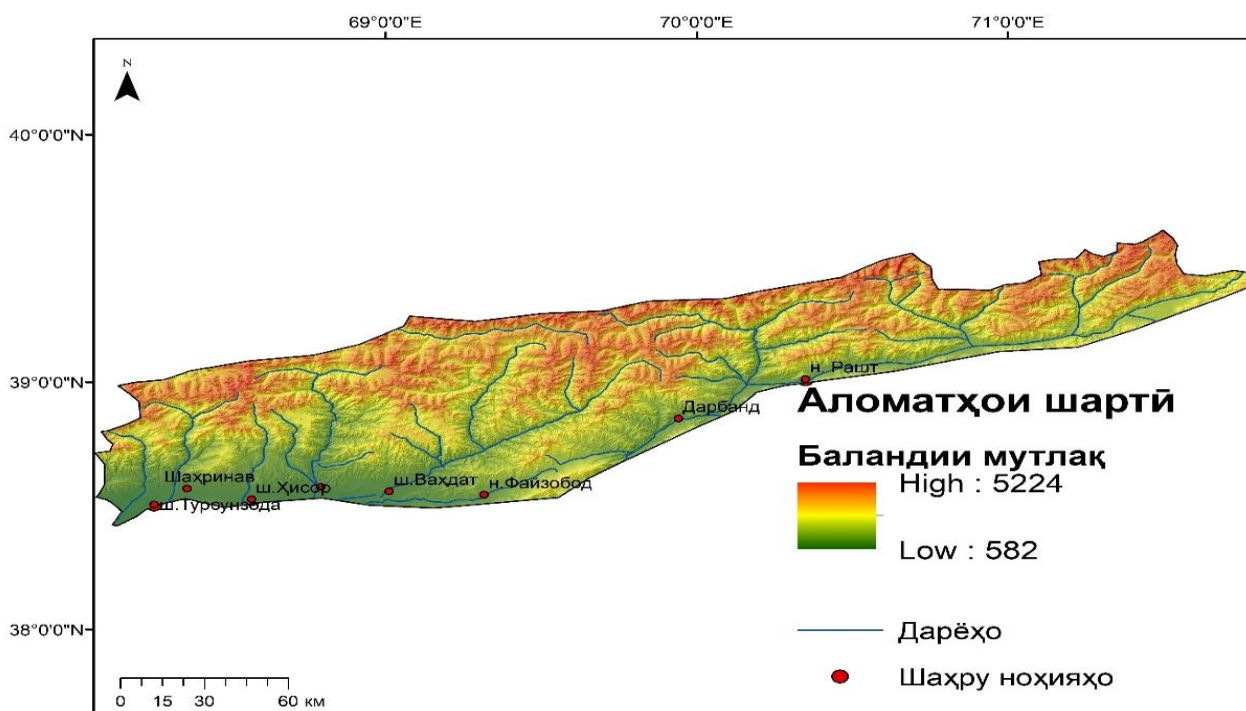 69°0'0"E 70°0'0"E 71°0'0"E
N
40°0'0"N
39°0'0"N
38°0'0"N
н. Рашт
Дарбанд
Шаҳринав
ш.Ҳисор
ш.Ваҳдат
н.Файзобод
ш.Турсунзода
Аломатҳои шартӣ
Баландии мутлақ
High : 5224
Low : 582
Дарёҳо
Шаҳру ноҳияҳо
0 15 30 60 км